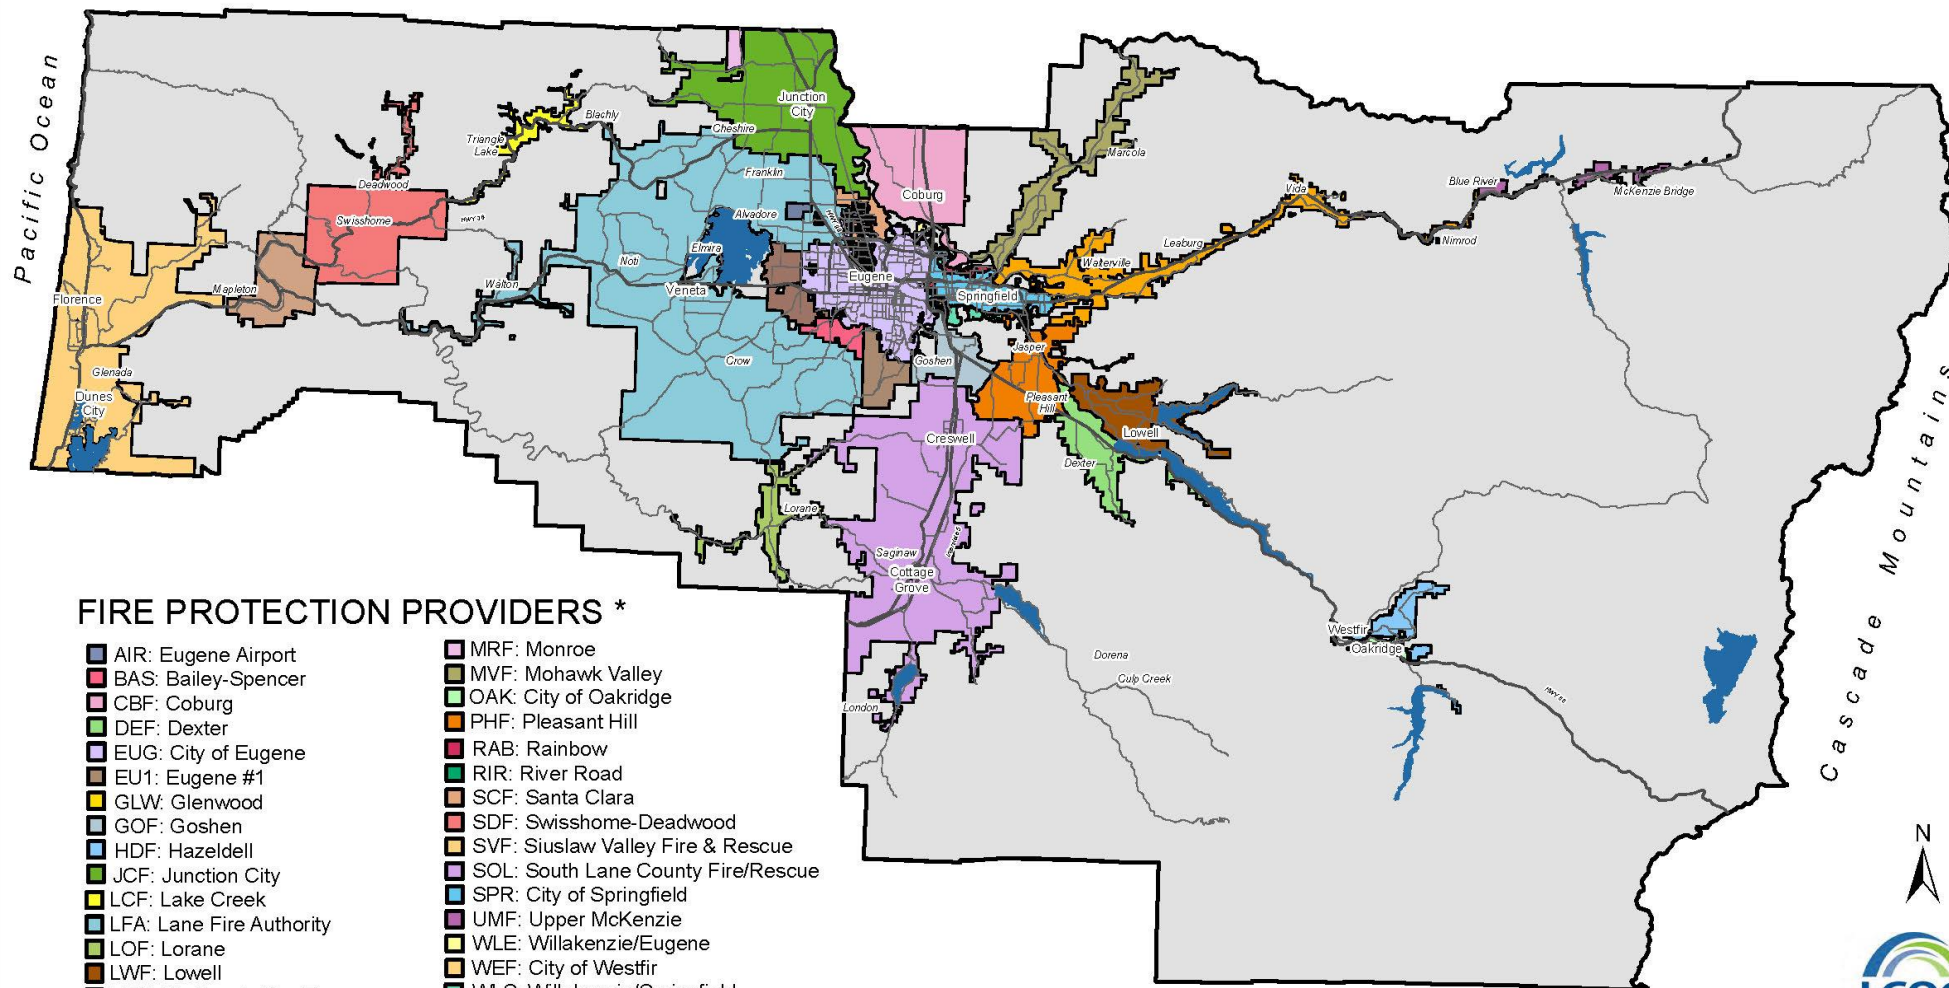 Pacific Ocean
Junction
City
Blachly
Cheshire
Triangle
Lake
Marcola
Franklin
Deadwood
Coburg
Blue River
McKenzie Bridge
Vida
Swisshome
HWY 36
Alvadore
Elmira
Noti
Nimrod
Leaburg
Walterville
Eugene
Walton
Veneta
Mapleton
Springfield
Florence
Jasper
Crow
Goshen
Glenada
Dunes
City
Pleasant
Hill
Creswell
Lowell
Dexter
Lorane
Saginaw
Cottage
Grove
Westfir
Oakridge
Dorena
Culp Creek
London
Cascade Mountains
N
FIRE PROTECTION PROVIDERS *
AIR: Eugene Airport
BAS: Bailey-Spencer
CBF: Coburg
DEF: Dexter
EUG: City of Eugene
EU1: Eugene #1
GLW: Glenwood
GOF: Goshen
HDF: Hazeldell
JCF: Junction City
LCF: Lake Creek
LFA: Lane Fire Authority
LOF: Lorane
LWF: Lowell
MRF: Monroe
MVF: Mohawk Valley
OAK: City of Oakridge
PHF: Pleasant Hill
RAB: Rainbow
RIR: River Road
SCF: Santa Clara
SDF: Swisshome-Deadwood
SVF: Siuslaw Valley Fire & Rescue
SOL: South Lane County Fire/Rescue
SPR: City of Springfield
UMF: Upper McKenzie
WLE: Willakenzie/Eugene
WEF: City of Westfir